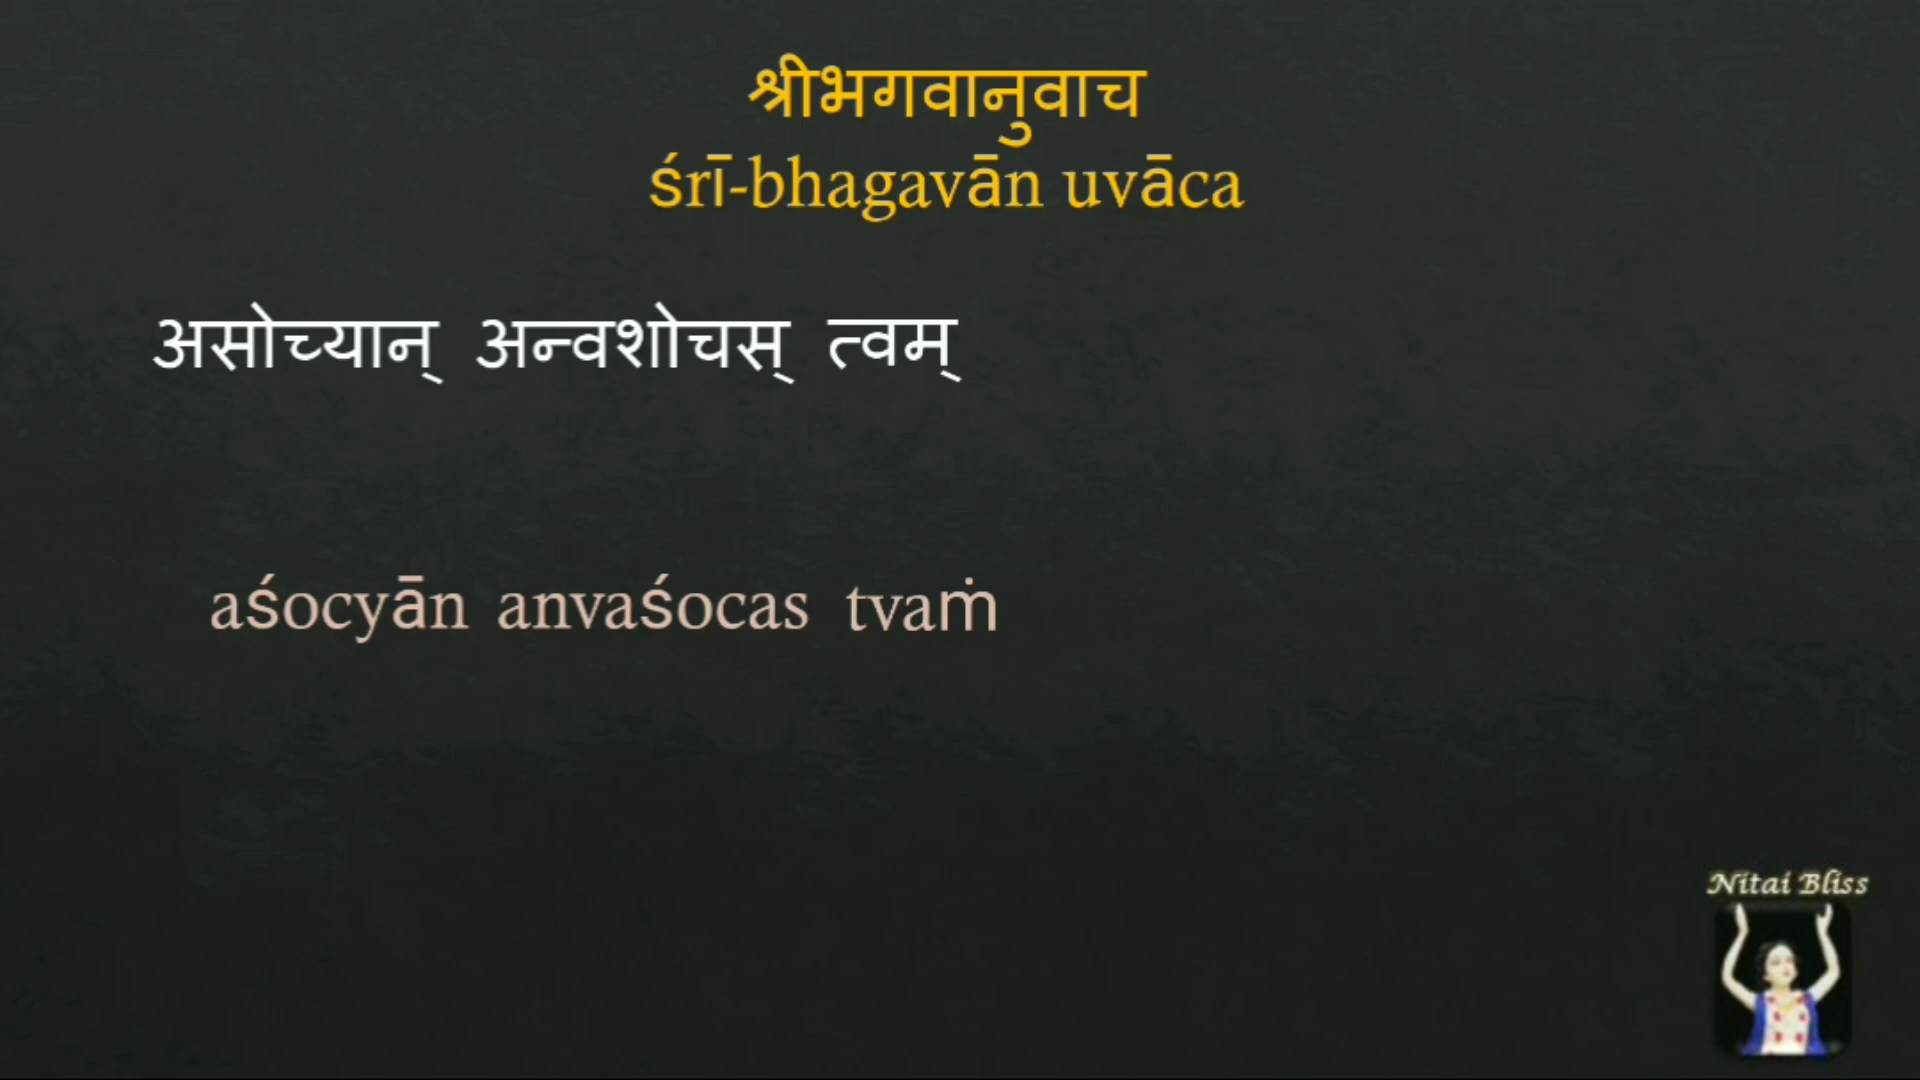 श्रीभगवानुवाच
śrī-bhagavān uvāca
असोच्यान् अन्वशोचस् त्वम्
aśocyān anvaśocas tvaṁ
Nitai Bliss